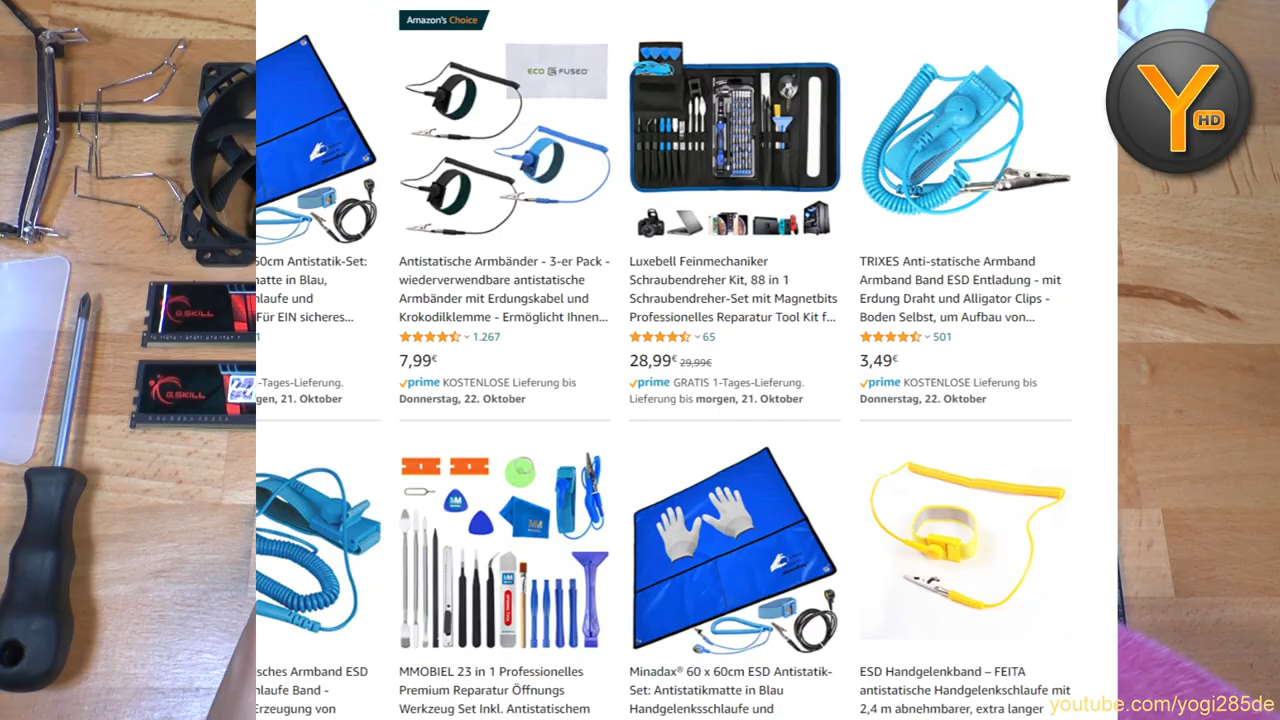 Amazon's Choice
ECO FUSED
Y
HD
G.SKILL
G.SKILL
50cm Antistatik-Set:
matte in Blau,
hlaufe und
Für EIN sicheres...
1
-Tages-Lieferung.
gen, 21. Oktober
Antistatische Armbänder - 3-er Pack -
wiederverwendbare antistatische
Armbänder mit Erdungskabel und
Krokodilklemme - Ermöglicht Ihnen...
1.267
7,99€
prime KOSTENLOSE Lieferung bis
Donnerstag, 22. Oktober
Luxebell Feinmechaniker
Schraubendreher Kit, 88 in 1
Schraubendreher-Set mit Magnetbits
Professionelles Reparatur Tool Kit f...
65
28,99€ 29,99€
prime GRATIS 1-Tages-Lieferung.
Lieferung bis morgen, 21. Oktober
TRIXES Anti-statische Armband
Armband Band ESD Entladung - mit
Erdung Draht und Alligator Clips -
Boden Selbst, um Aufbau von...
501
3,49€
prime KOSTENLOSE Lieferung bis
Donnerstag, 22. Oktober
sches Armband ESD
hlaufe Band -
Erzeugung von
MMOBIEL 23 in 1 Professionelles
Premium Reparatur Öffnungs
Werkzeug Set Inkl. Antistatischem
Minadax® 60 x 60cm ESD Antistatik-
Set: Antistatikmatte in Blau
Handgelenksschlaufe und
ESD Handgelenkband – FEITA
antistatische Handgelenkschlaufe mit
2,4 m abnehmbarer, extra langer
youtube.com/yogi285de